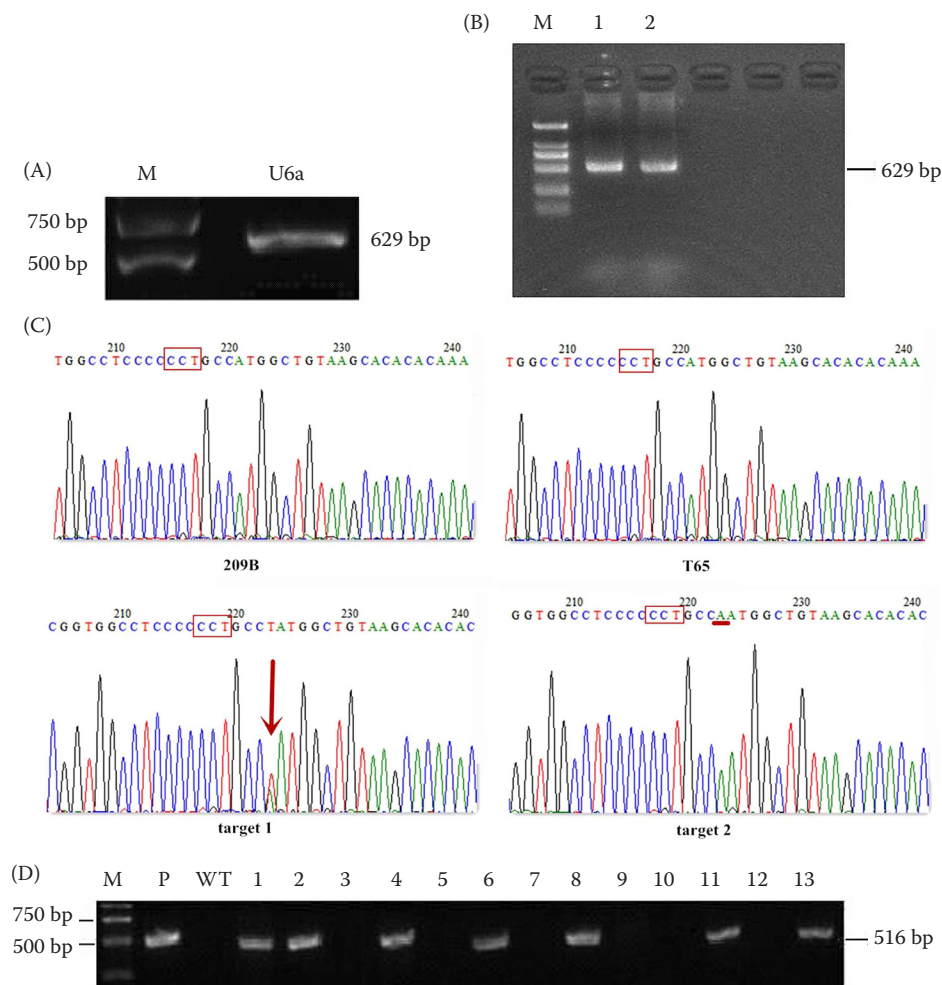 (A)
M U6a
750 bp
500 bp
629 bp
(B)
M 1 2
629 bp
(C)
210 220 230 240
TGGCCTCCCCCCTGCCATGGCTGTAAGCACACACAAA
209B
210 220 230 240
TGGCCTCCCCCCTGCCATGGCTGTAAGCACACACAAA
T65
210 220 230 240
CGGTGGCCTCCCCCCTGCCTATGGCTGTAAGCACACAC
target 1
210 220 230 240
GGTGGCCTCCCCCCTGCCAATGGCTGTAAGCACACAC
target 2
(D)
M P WT 1 2 3 4 5 6 7 8 9 10 11 12 13
750 bp
500 bp
516 bp